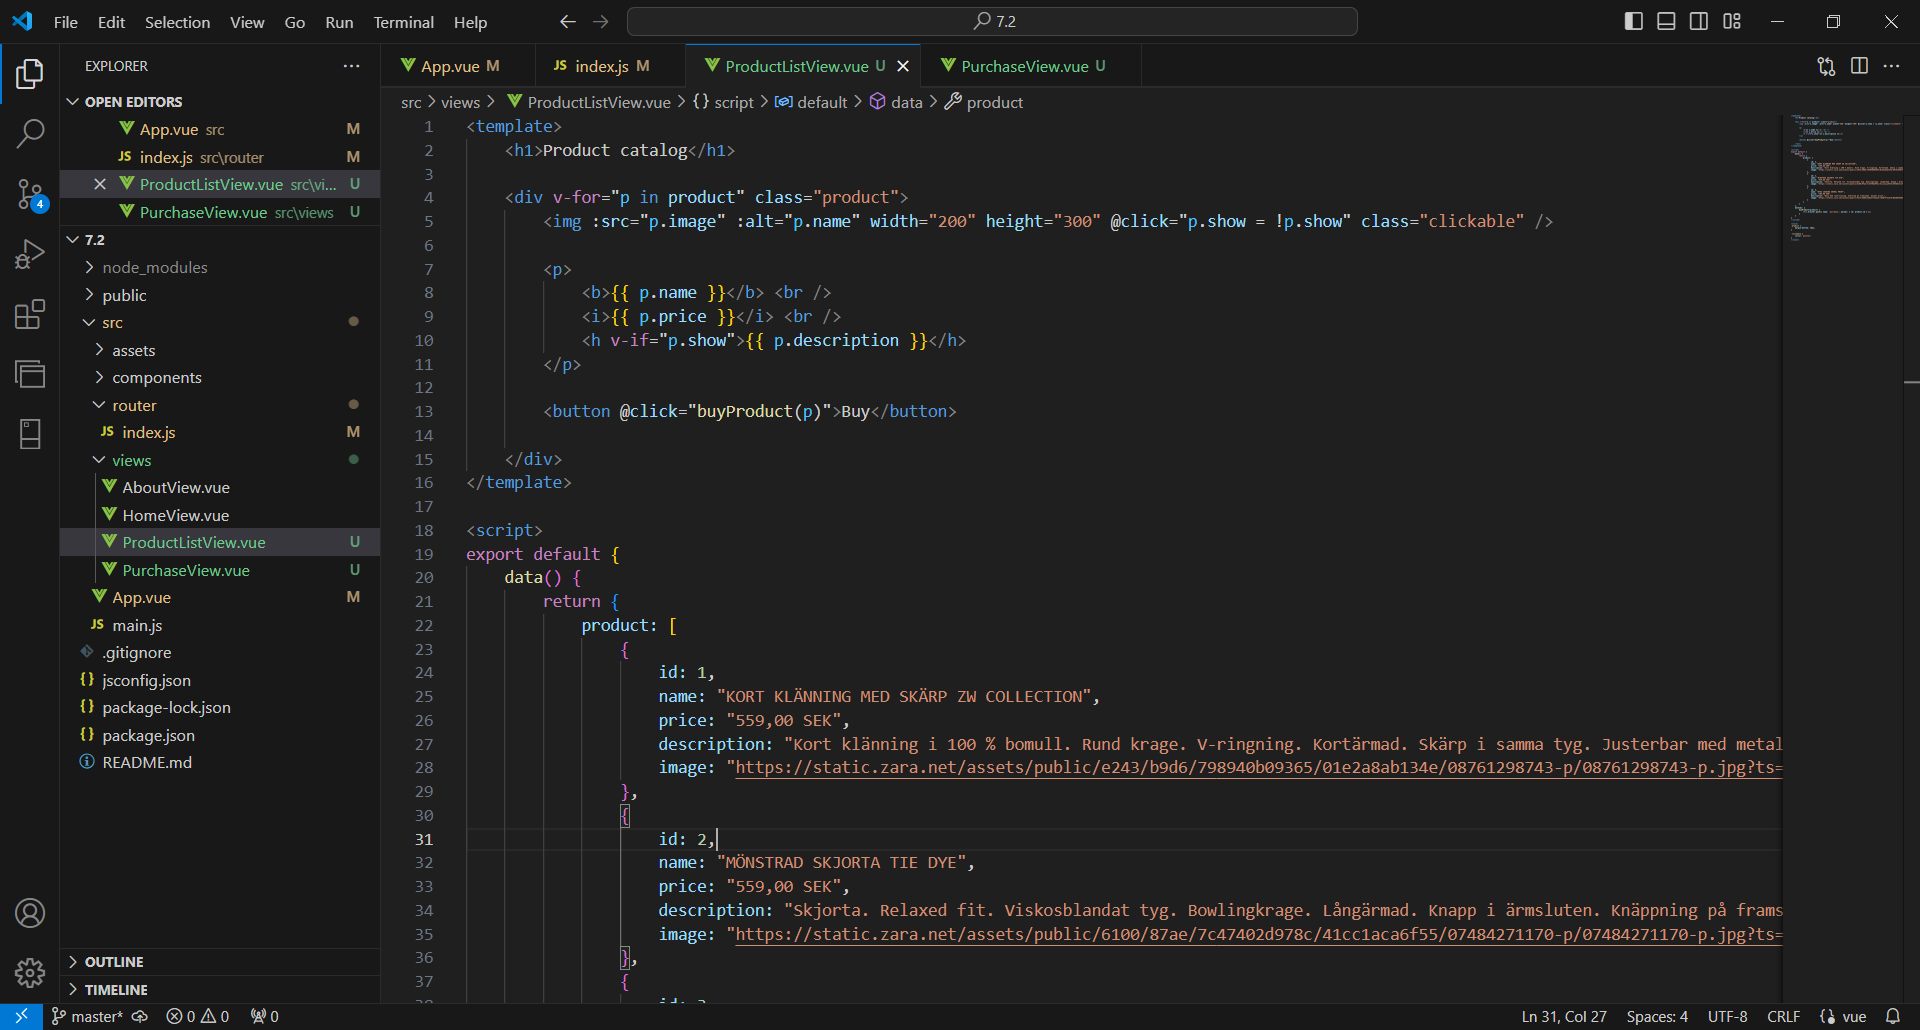 File Edit Selection View Go Run Terminal Help
7.2
EXPLORER
OPEN EDITORS
App.vue src M
JS index.js src\router M
ProductListView.vue src\vi... U
PurchaseView.vue src\views U
7.2
node_modules
public
src
assets
components
router
JS index.js M
views
AboutView.vue
HomeView.vue
ProductListView.vue U
PurchaseView.vue U
App.vue M
JS main.js
.gitignore
{} jsconfig.json
{} package-lock.json
{} package.json
README.md
OUTLINE
TIMELINE
4
App.vue M
JS index.js M
ProductListView.vue U
PurchaseView.vue U
src > views > ProductListView.vue > {} script > default > data > product
1 <template>
2 <h1>Product catalog</h1>
3
4 <div v-for="p in product" class="product">
5 <img :src="p.image" :alt="p.name" width="200" height="300" @click="p.show = !p.show" class="clickable" />
6
7 <p>
8 <b>{{ p.name }}</b> <br />
9 <i>{{ p.price }}</i> <br />
10 <h v-if="p.show">{{ p.description }}</h>
11 </p>
12
13 <button @click="buyProduct(p)">Buy</button>
14
15 </div>
16 </template>
17
18 <script>
19 export default {
20 data() {
21 return {
22 product: [
23 {
24 id: 1,
25 name: "KORT KLÄNNING MED SKÄRP ZW COLLECTION",
26 price: "559,00 SEK",
27 description: "Kort klänning i 100 % bomull. Rund krage. V-ringning. Kortärmad. Skärp i samma tyg. Justerbar med metal
28 image: "https://static.zara.net/assets/public/e243/b9d6/798940b09365/01e2a8ab134e/08761298743-p/08761298743-p.jpg?ts=
29 },
30 {
31 id: 2,
32 name: "MÖNSTRAD SKJORTA TIE DYE",
33 price: "559,00 SEK",
34 description: "Skjorta. Relaxed fit. Viskosblandat tyg. Bowlingkrage. Långärmad. Knapp i ärmsluten. Knäppning på frams
35 image: "https://static.zara.net/assets/public/6100/87ae/7c47402d978c/41cc1aca6f55/07484271170-p/07484271170-p.jpg?ts=
36 },
37 {
master* 0 0 0
Ln 31, Col 27 Spaces: 4 UTF-8 CRLF {} vue